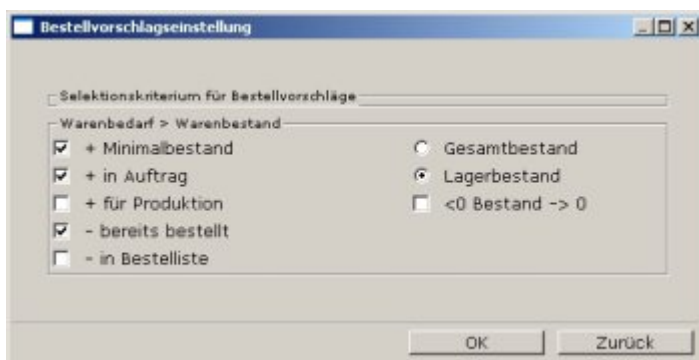 Bestellvorschlagseinstellung
Selektionskriterium für Bestellvorschläge
Warenbedarf > Warenbestand
+ Minimalbestand
Gesamtbestand
+ in Auftrag
Lagerbestand
+ für Produktion
<0 Bestand -> 0
- bereits bestellt
- in Bestelliste
OK
Zurück